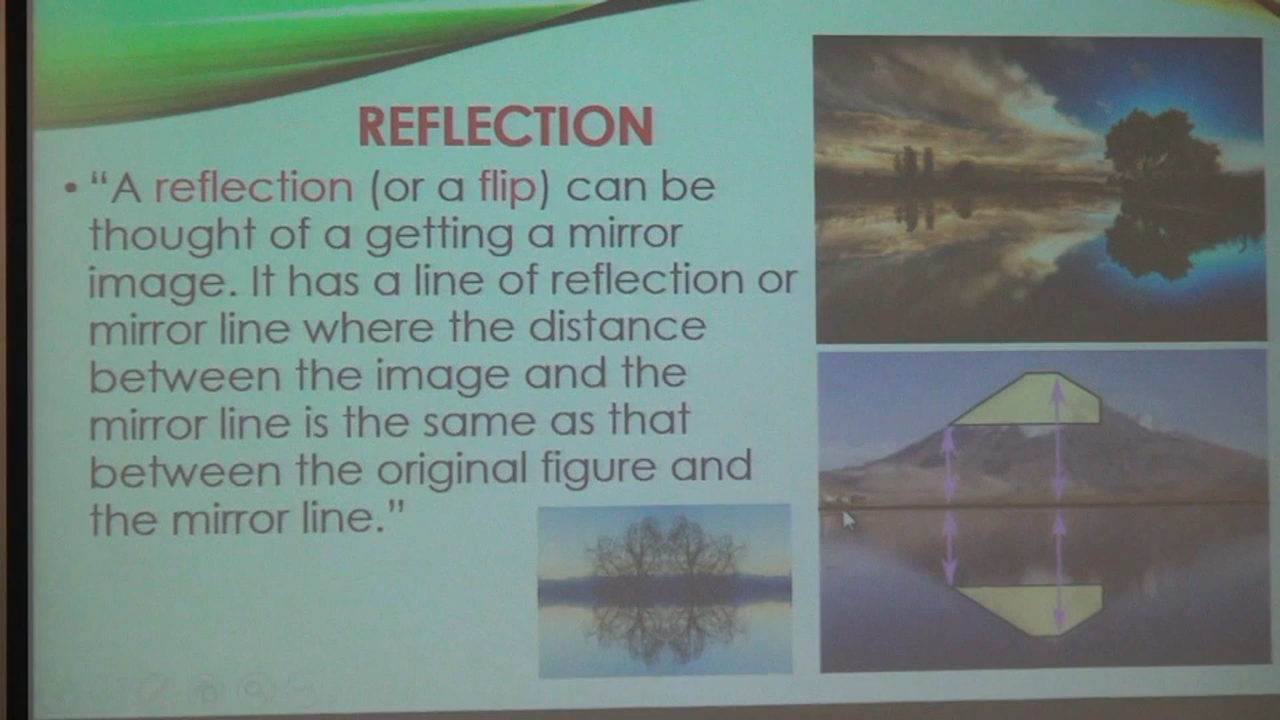 REFLECTION
• “A reflection (or a flip) can be
thought of a getting a mirror
image. It has a line of reflection or
mirror line where the distance
between the image and the
mirror line is the same as that
between the original figure and
the mirror line.”